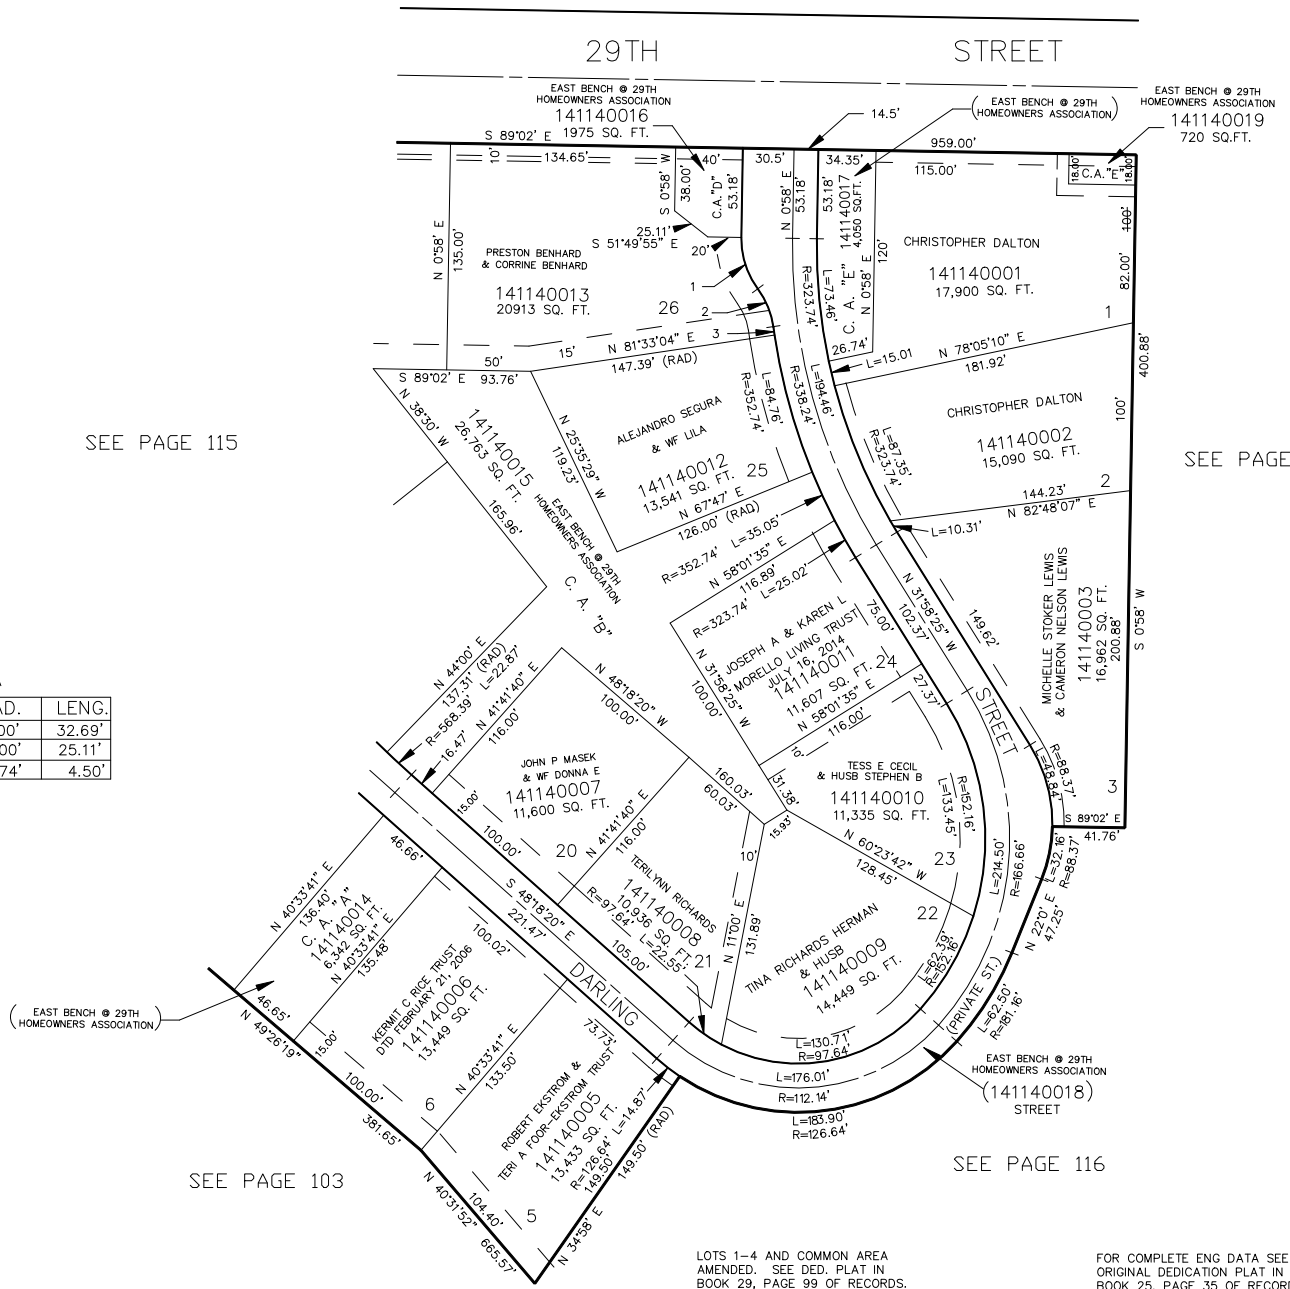 29TH STREET
EAST BENCH @ 29TH
HOMEOWNERS ASSOCIATION
141140016
1975 SQ. FT.
(EAST BENCH @ 29TH
HOMEOWNERS ASSOCIATION)
EAST BENCH @ 29TH
HOMEOWNERS ASSOCIATION
141140019
720 SQ.FT.
14.5'
S 89°02' E
959.00'
10'
134.65'
S 0°58' W
38.00'
40'
C.A."D"
53.18'
30.5'
N 0°58' E
53.18'
34.35'
53.18'
141140017
4,050 SQ.FT.
C. A. "E"
N 0°58' E
120'
115.00'
18.00'
C.A."E"
18.00'
100'
82.00'
25.11'
S 51°49'55" E
20'
N 0°58' E
135.00'
PRESTON BENHARD
& CORRINE BENHARD
141140013
20913 SQ. FT.
26
1
2
3
CHRISTOPHER DALTON
141140001
17,900 SQ. FT.
1
R=323.74'
L=73.46'
26.74'
L=15.01
N 78°05'10" E
181.92'
400.88'
15'
N 81°33'04" E
147.39' (RAD)
50'
S 89°02' E 93.76'
N 38°30' W
165.96'
141140015
26,763 SQ. FT.
EAST BENCH @ 29TH
HOMEOWNERS ASSOCIATION
C. A. "B"
N 25°35'29" W
119.23'
ALEJANDRO SEGURA
& WF LILA
141140012
13,541 SQ. FT.
25
N 67°47' E
126.00' (RAD)
L=84.76'
R=352.74'
L=194.46'
R=338.24'
L=87.35'
R=323.74'
CHRISTOPHER DALTON
141140002
15,090 SQ. FT.
2
100'
144.23'
N 82°48'07" E
L=10.31'
SEE PAGE 115
SEE PAGE
R=352.74' L=35.05'
N 58°01'35" E
116.89'
R=323.74' L=25.02'
JOSEPH A & KAREN L
MORELLO LIVING TRUST
JULY 16, 2014
141140011
11,607 SQ. FT.
24
75.00'
N 58°01'35" E
116.00'
10'
N 31°58'25" W
100.00'
N 31°58'25" W
102.37'
27.37'
149.62'
STREET
MICHELLE STOKER LEWIS
& CAMERON NELSON LEWIS
141140003
16,962 SQ. FT.
200.88'
S 0°58' W
3
R=88.37'
L=48.84'
S 89°02' E
41.76'
L=32.16'
R=88.37'
N 22°0' E
47.25'
AD. LENG.
00' 32.69'
00' 25.11'
74' 4.50'
N 44°00' E
137.31' (RAD)
R=568.39' L=22.87'
16.47'
N 41°41'40" E
116.00'
N 48°18'20" W
100.00'
160.03'
60.03'
JOHN P MASEK
& WF DONNA E
141140007
11,600 SQ. FT.
15.00'
100.00'
20
N 41°41'40" E
116.00'
31.38'
15.93'
TESS E CECIL
& HUSB STEPHEN B
141140010
11,335 SQ. FT.
23
R=152.16'
L=133.45'
N 60°23'42" W
128.45'
L=214.50'
R=166.66'
TERILYNN RICHARDS
141140008
10,936 SQ. FT.
R=97.64' L=22.55'
21
105.00'
10'
N 11°00' E
131.89'
22
TINA RICHARDS HERMAN
& HUSB
141140009
14,449 SQ. FT.
L=62.39'
R=152.16'
(PRIVATE ST.)
L=62.50'
R=181.16'
46.66'
S 48°18'20" E
221.47'
DARLING
N 40°33'41" E
136.40'
C. A. "A"
141140014
6,342 SQ. FT.
N 40°33'41" E
135.48'
100.02'
KERMIT C RICE TRUST
DTD FEBRUARY 21, 2006
141140006
13,449 SQ. FT.
15.00'
6
N 40°33'41" E
133.50'
(EAST BENCH @ 29TH
HOMEOWNERS ASSOCIATION)
46.65'
N 49°26'19"
100.00'
381.65'
73.73'
ROBERT EKSTROM &
TERI A FOOR-EKSTROM TRUST
141140005
13,433 SQ. FT.
R=126.64' L=14.87'
149.50'
149.50' (RAD)
N 34°58' E
104.40'
5
N 40°31'52"
665.57'
L=130.71'
R=97.64'
L=176.01'
R=112.14'
L=183.90'
R=126.64'
EAST BENCH @ 29TH
HOMEOWNERS ASSOCIATION
(141140018)
STREET
SEE PAGE 103
SEE PAGE 116
LOTS 1-4 AND COMMON AREA
AMENDED. SEE DED. PLAT IN
BOOK 29, PAGE 99 OF RECORDS.
FOR COMPLETE ENG DATA SEE
ORIGINAL DEDICATION PLAT IN
BOOK 25, PAGE 35 OF RECORD